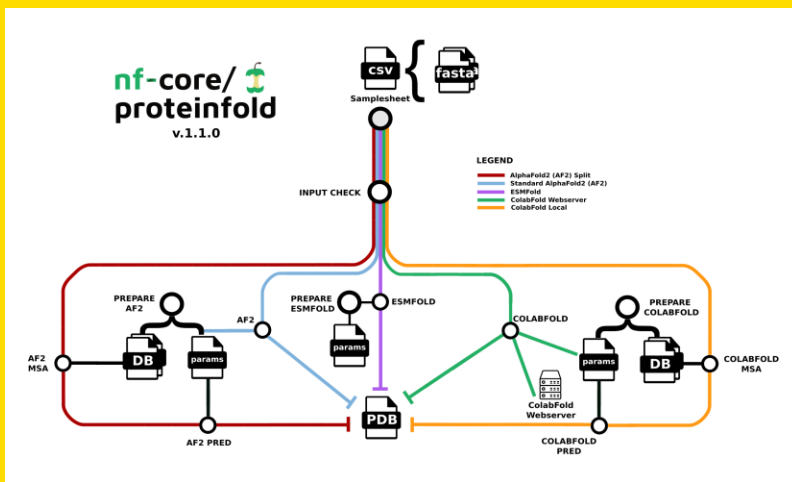 nf-core/
proteinfold
v.1.1.0
CSV
fasta
Samplesheet
INPUT CHECK
LEGEND
AlphaFold2 (AF2) Split
Standard AlphaFold2 (AF2)
ESMFold
ColabFold Webserver
ColabFold Local
PREPARE
AF2
AF2
PREPARE
ESMFOLD
ESMFOLD
COLABFOLD
PREPARE
COLABFOLD
AF2
MSA
DB
params
params
params
DB
COLABFOLD
MSA
ColabFold
Webserver
PDB
AF2 PRED
COLABFOLD
PRED